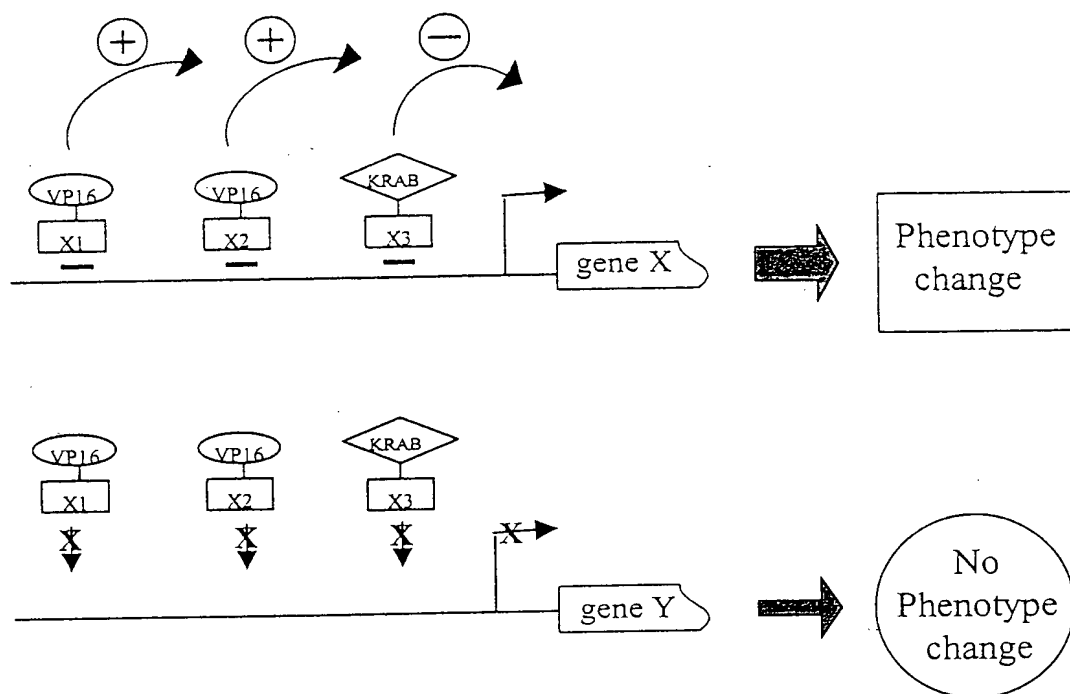 +
+
−
VP16
VP16
KRAB
X1
X2
X3
gene X
Phenotype
change
VP16
VP16
KRAB
X1
X2
X3
X
X
X
X
gene Y
No
Phenotype
change